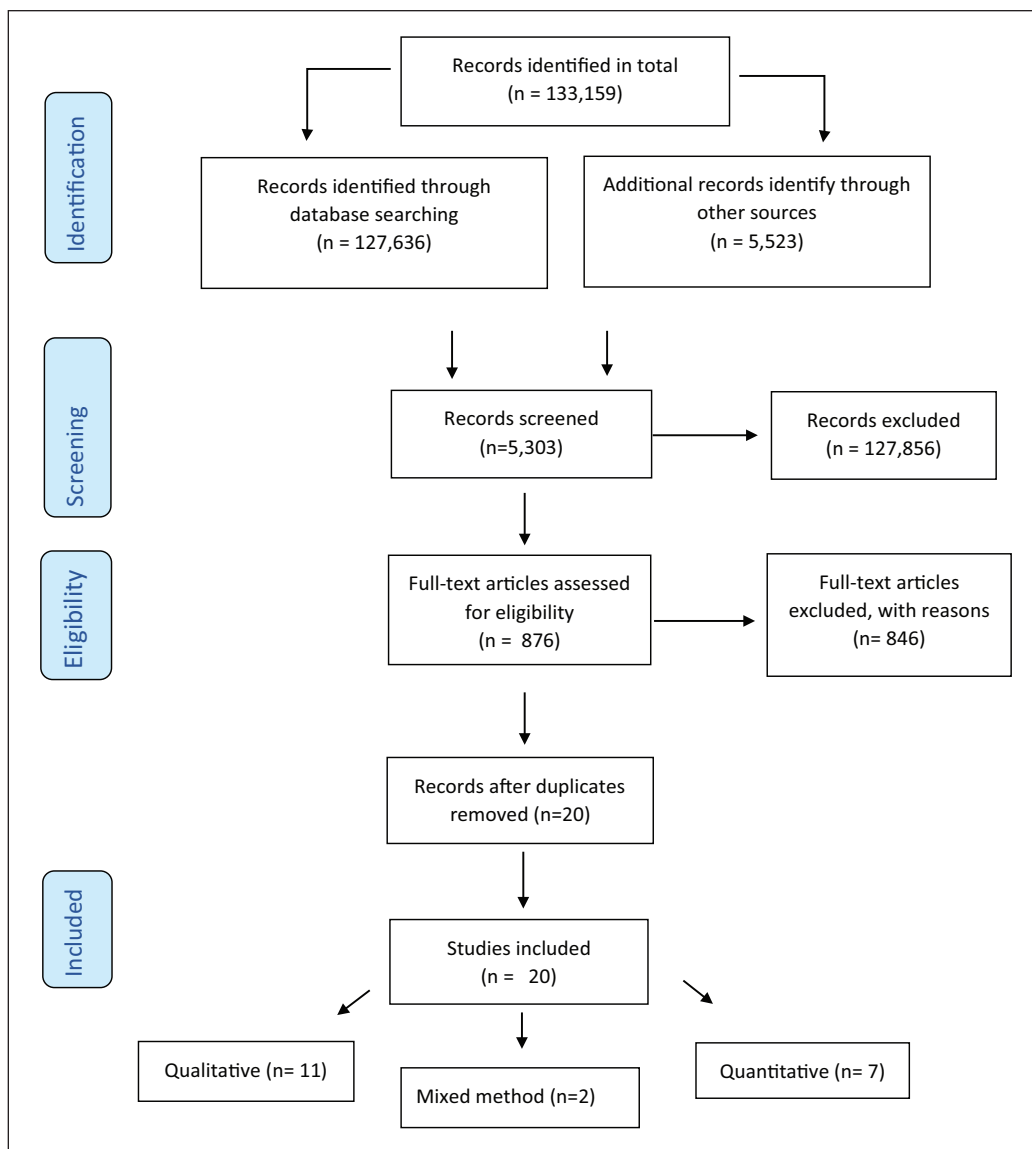 Records identified in total
(n = 133,159)
Identification
Records identified through
database searching
(n = 127,636)
Additional records identify through
other sources
(n = 5,523)
Screening
Records screened
(n=5,303)
Records excluded
(n = 127,856)
Eligibility
Full-text articles assessed
for eligibility
(n = 876)
Full-text articles
excluded, with reasons
(n= 846)
Records after duplicates
removed (n=20)
Included
Studies included
(n = 20)
Qualitative (n= 11)
Mixed method (n=2)
Quantitative (n= 7)